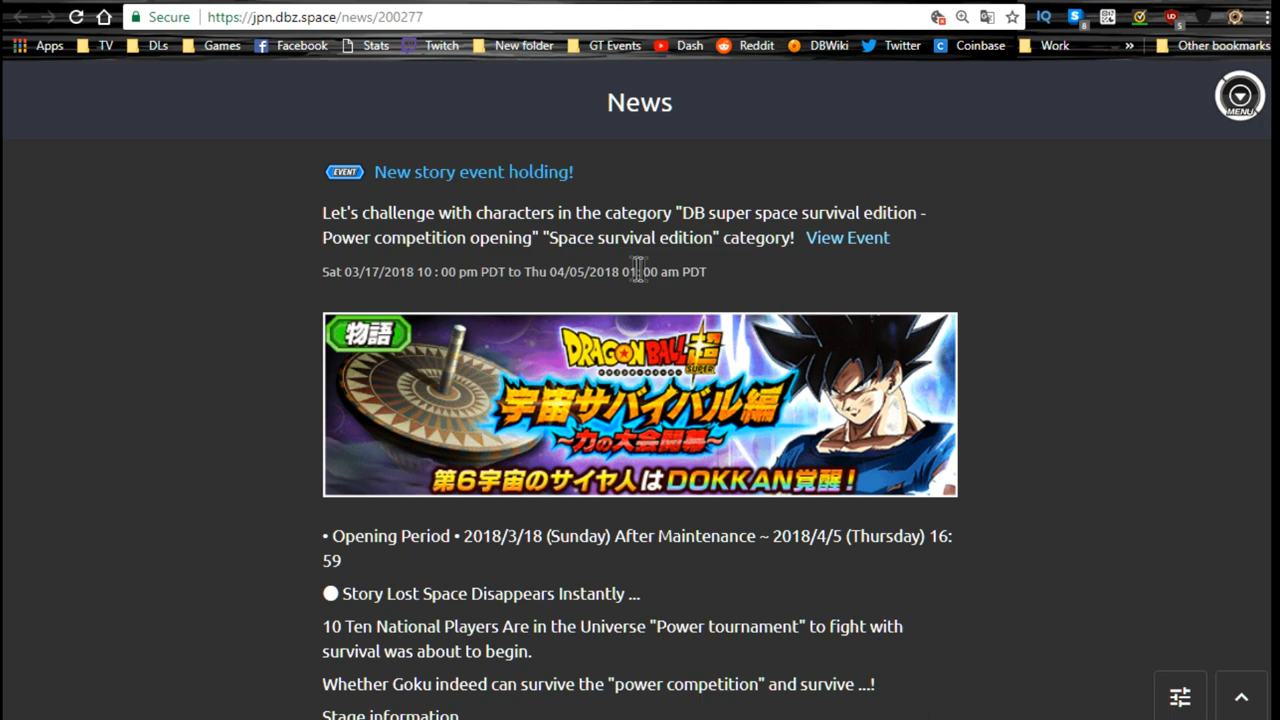 Secure https://jpn.dbz.space/news/200277
Apps TV DLs Games Facebook Stats Twitch New folder GT Events Dash Reddit DBWiki Twitter Coinbase Work » Other bookmarks
News
MENU
EVENT New story event holding!
Let's challenge with characters in the category "DB super space survival edition -
Power competition opening" "Space survival edition" category! View Event
Sat 03/17/2018 10 : 00 pm PDT to Thu 04/05/2018 01: 00 am PDT
物語
DRAGON BALL超
SUPER
宇宙サバイバル編
~力の大会開幕~
第6宇宙のサイヤ人はDOKKAN覚醒!
• Opening Period • 2018/3/18 (Sunday) After Maintenance ~ 2018/4/5 (Thursday) 16:
59
Story Lost Space Disappears Instantly ...
10 Ten National Players Are in the Universe "Power tournament" to fight with
survival was about to begin.
Whether Goku indeed can survive the "power competition" and survive ...!
Stage information